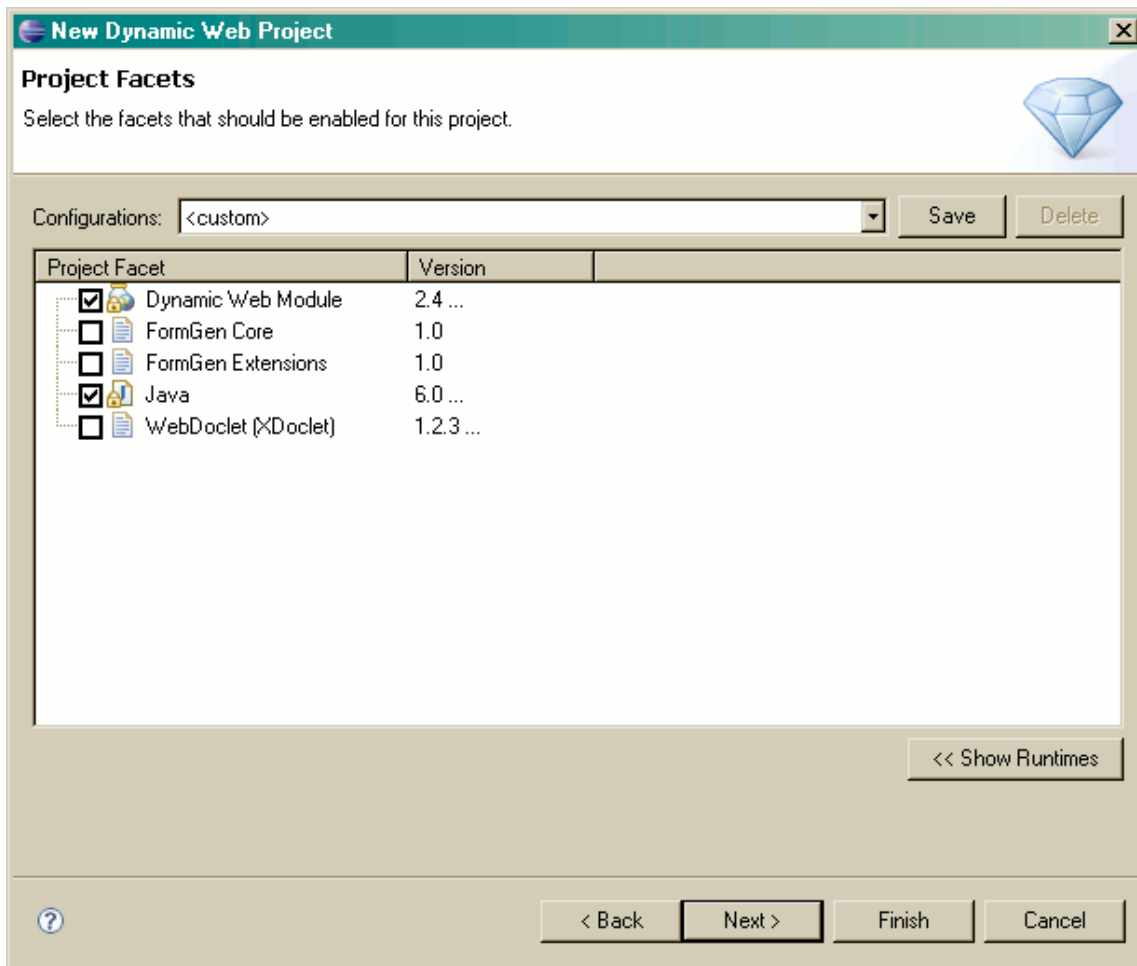 New Dynamic Web Project
Project Facets
Select the facets that should be enabled for this project.
Configurations: <custom> Save Delete
Project Facet Version
Dynamic Web Module 2.4 ...
FormGen Core 1.0
FormGen Extensions 1.0
Java 6.0 ...
WebDoclet (XDoclet) 1.2.3 ...
<< Show Runtimes
? < Back Next > Finish Cancel